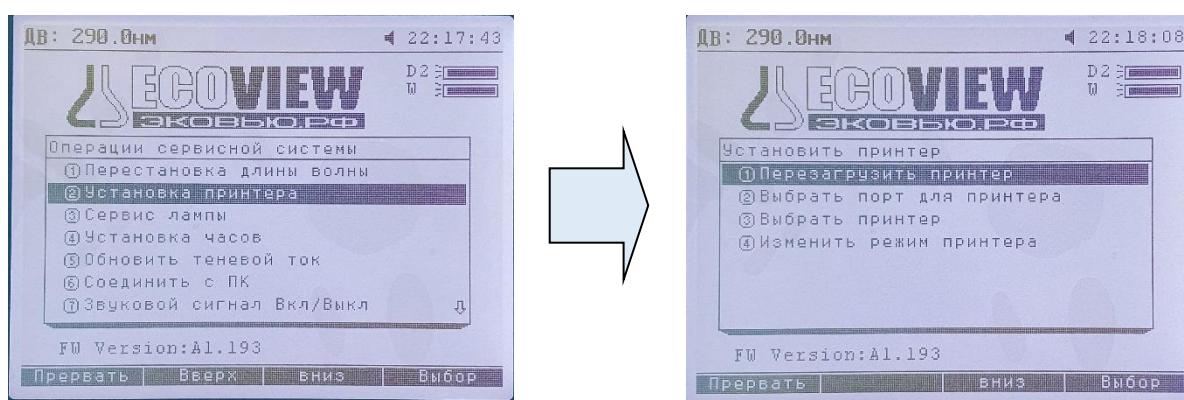 ДВ: 290.0нм 22:17:43
ECOVIEW
ЭКОВЬЮ.РФ
D2
W
Операции сервисной системы
①Перестановка длины волны
②Установка принтера
③Сервис лампы
④Установка часов
⑤Обновить теневой ток
⑥Соединить с ПК
⑦Звуковой сигнал Вкл/Выкл
FW Version:A1.193
Прервать Вверх вниз Выбор
ДВ: 290.0нм 22:18:08
ECOVIEW
ЭКОВЬЮ.РФ
D2
W
Установить принтер
①Перезагрузить принтер
②Выбрать порт для принтера
③Выбрать принтер
④Изменить режим принтера
FW Version:A1.193
Прервать вниз Выбор